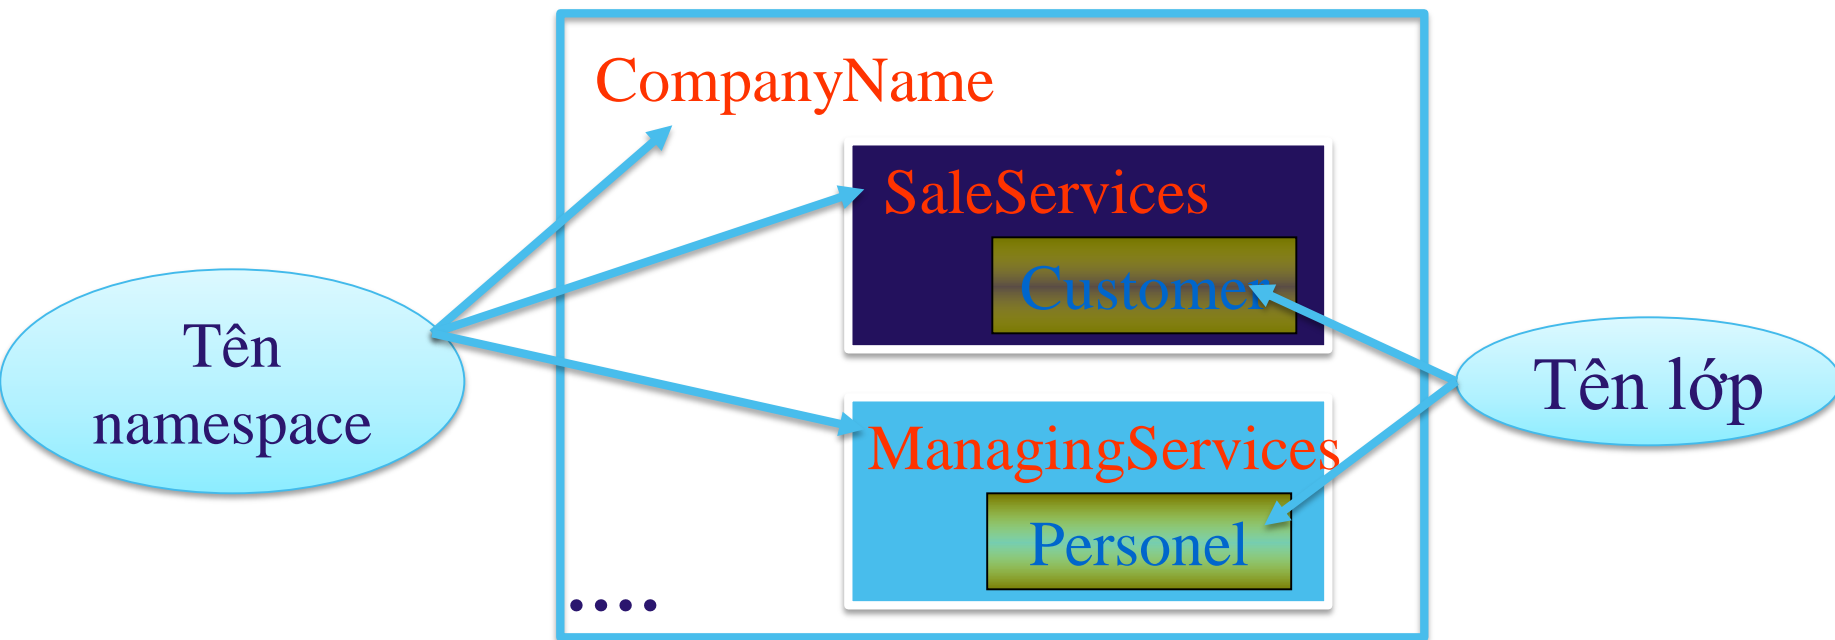 CompanyName
SaleServices
Customer
Tên
namespace
Tên lớp
ManagingServices
Personel
....